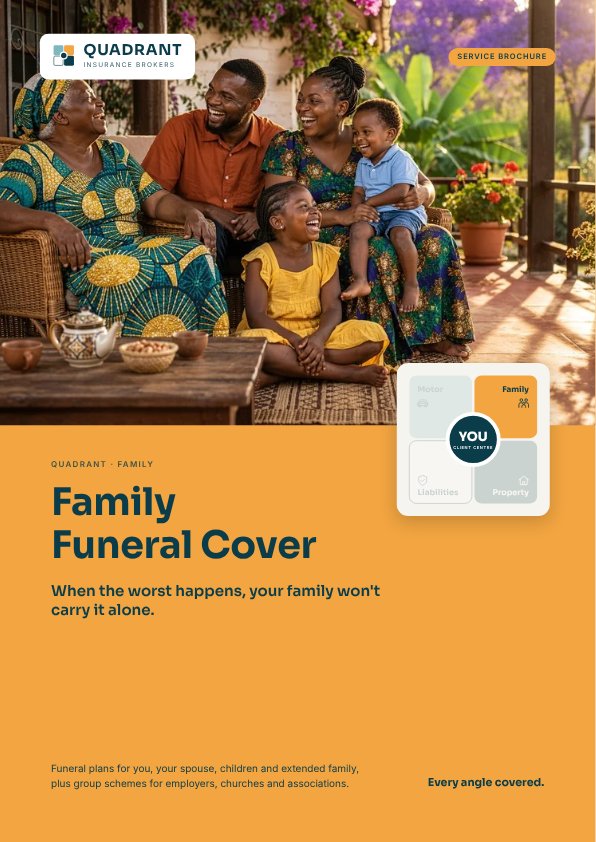 QUADRANT
INSURANCE BROKERS
SERVICE BROCHURE
Motor
Family
YOU
CLIENT CENTRE
Liabilities
Property
QUADRANT · FAMILY
Family
Funeral Cover
When the worst happens, your family won't
carry it alone.
Funeral plans for you, your spouse, children and extended family,
plus group schemes for employers, churches and associations.
Every angle covered.